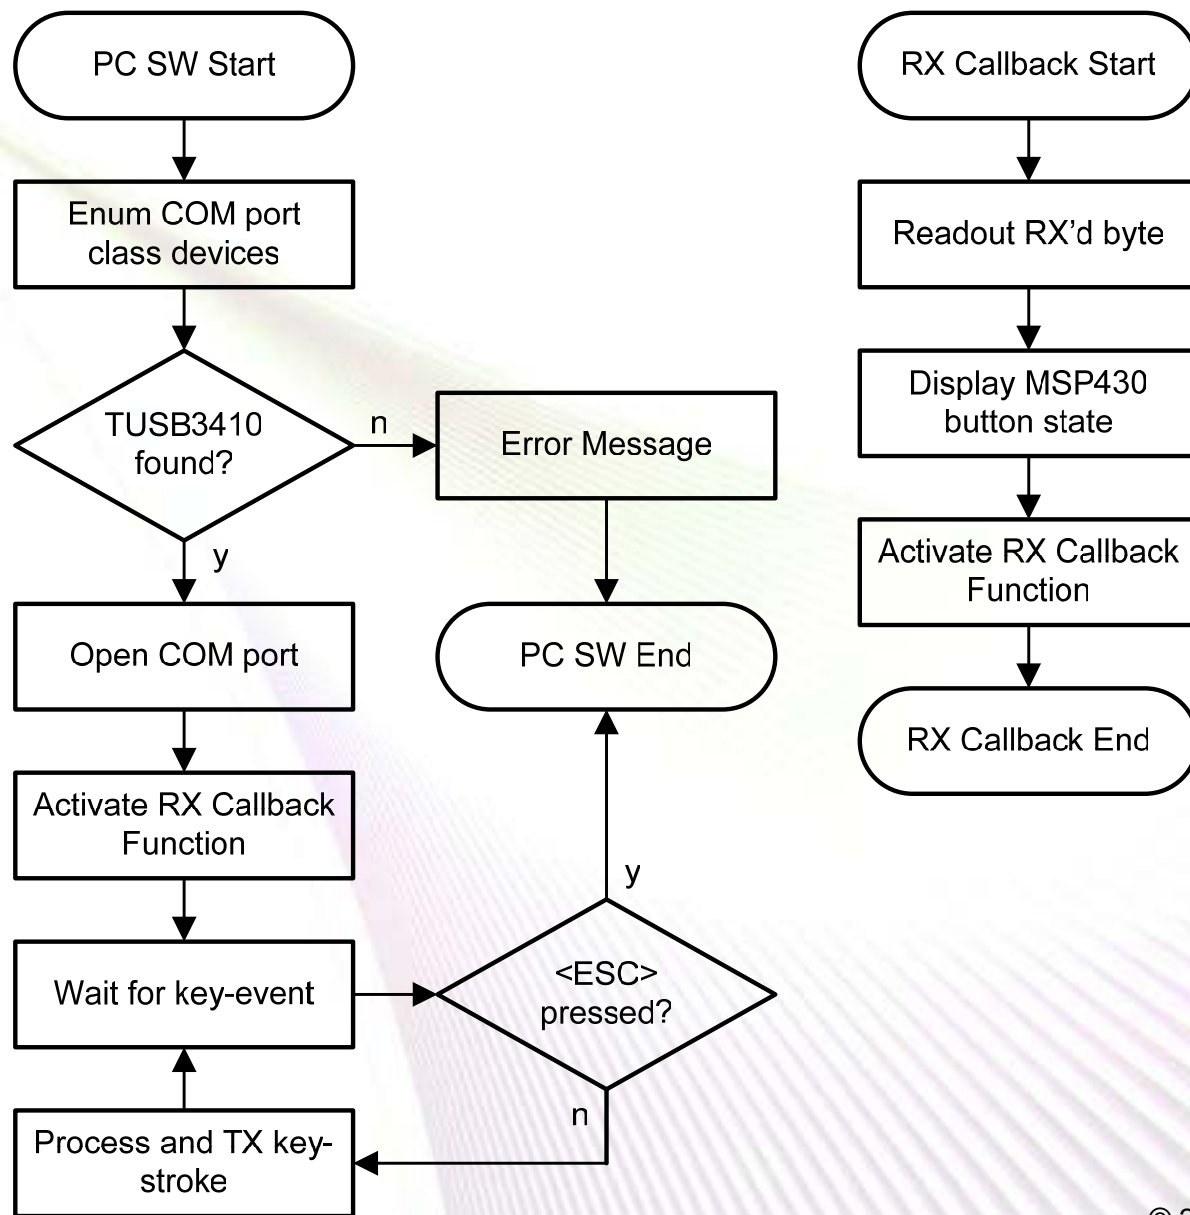 PC SW Start
Enum COM port
class devices
TUSB3410
found?
n
y
Error Message
Open COM port
PC SW End
Activate RX Callback
Function
Wait for key-event
<ESC>
pressed?
y
n
Process and TX key-
stroke
RX Callback Start
Readout RX'd byte
Display MSP430
button state
Activate RX Callback
Function
RX Callback End
©